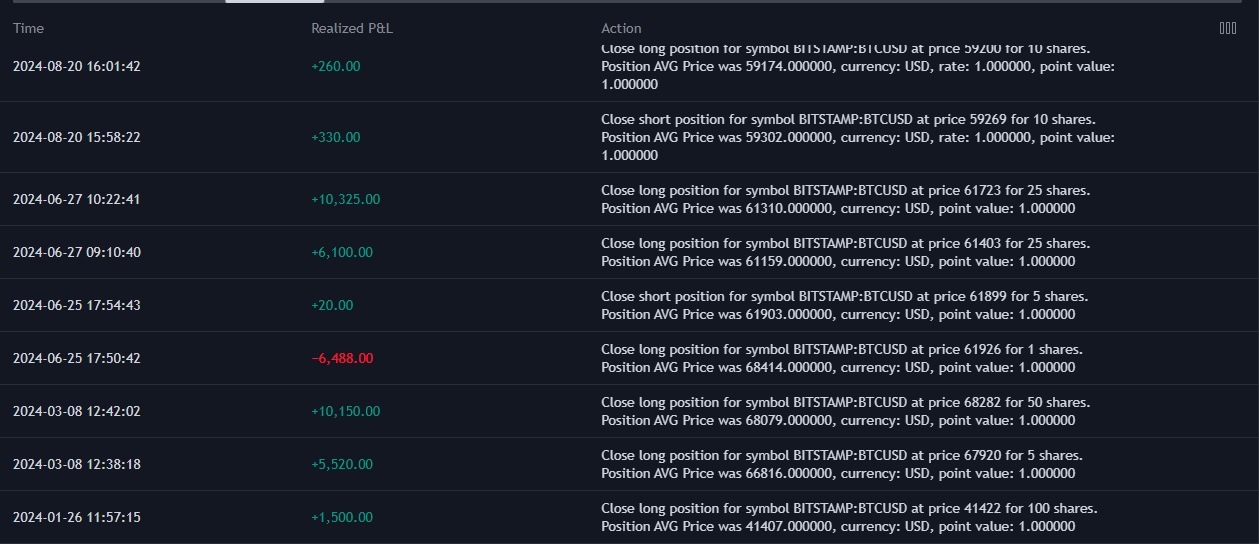 Time Realized P&L Action
Close long position for symbol BITSTAMP:BTCUSD at price 59200 for 10 shares.
2024-08-20 16:01:42 +260.00 Position AVG Price was 59174.000000, currency: USD, rate: 1.000000, point value:
1.000000
Close short position for symbol BITSTAMP:BTCUSD at price 59269 for 10 shares.
2024-08-20 15:58:22 +330.00 Position AVG Price was 59302.000000, currency: USD, rate: 1.000000, point value:
1.000000
2024-06-27 10:22:41 +10,325.00 Close long position for symbol BITSTAMP:BTCUSD at price 61723 for 25 shares.
Position AVG Price was 61310.000000, currency: USD, point value: 1.000000
2024-06-27 09:10:40 +6,100.00 Close long position for symbol BITSTAMP:BTCUSD at price 61403 for 25 shares.
Position AVG Price was 61159.000000, currency: USD, point value: 1.000000
2024-06-25 17:54:43 +20.00 Close short position for symbol BITSTAMP:BTCUSD at price 61899 for 5 shares.
Position AVG Price was 61903.000000, currency: USD, point value: 1.000000
2024-06-25 17:50:42 −6,488.00 Close long position for symbol BITSTAMP:BTCUSD at price 61926 for 1 shares.
Position AVG Price was 68414.000000, currency: USD, point value: 1.000000
2024-03-08 12:42:02 +10,150.00 Close long position for symbol BITSTAMP:BTCUSD at price 68282 for 50 shares.
Position AVG Price was 68079.000000, currency: USD, point value: 1.000000
2024-03-08 12:38:18 +5,520.00 Close long position for symbol BITSTAMP:BTCUSD at price 67920 for 5 shares.
Position AVG Price was 66816.000000, currency: USD, point value: 1.000000
2024-01-26 11:57:15 +1,500.00 Close long position for symbol BITSTAMP:BTCUSD at price 41422 for 100 shares.
Position AVG Price was 41407.000000, currency: USD, point value: 1.000000